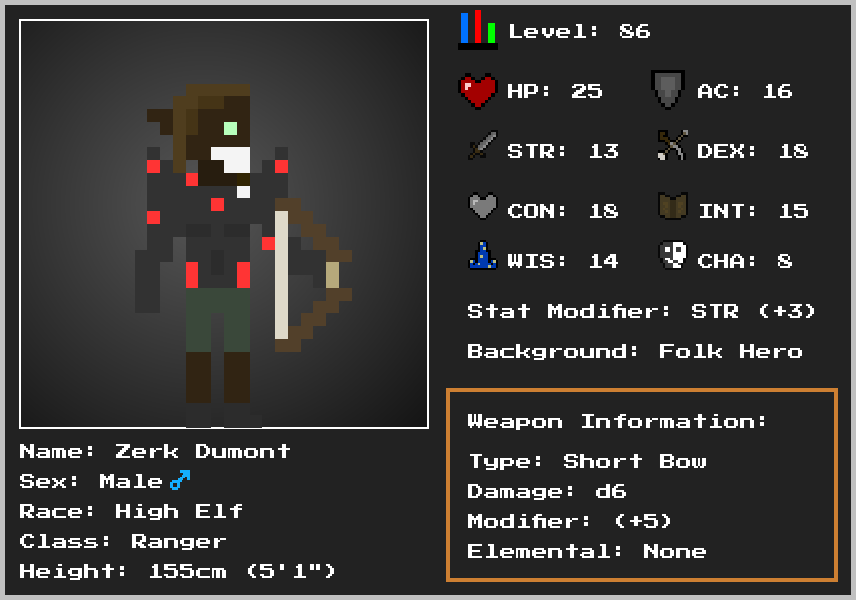 Level: 86
HP: 25 AC: 16
STR: 13 DEX: 18
CON: 18 INT: 15
WIS: 14 CHA: 8
Stat Modifier: STR (+3)
Background: Folk Hero
Weapon Information:
Type: Short Bow
Damage: d6
Modifier: (+5)
Elemental: None
Name: Zerk Dumont
Sex: Male ♂
Race: High Elf
Class: Ranger
Height: 155cm (5'1")